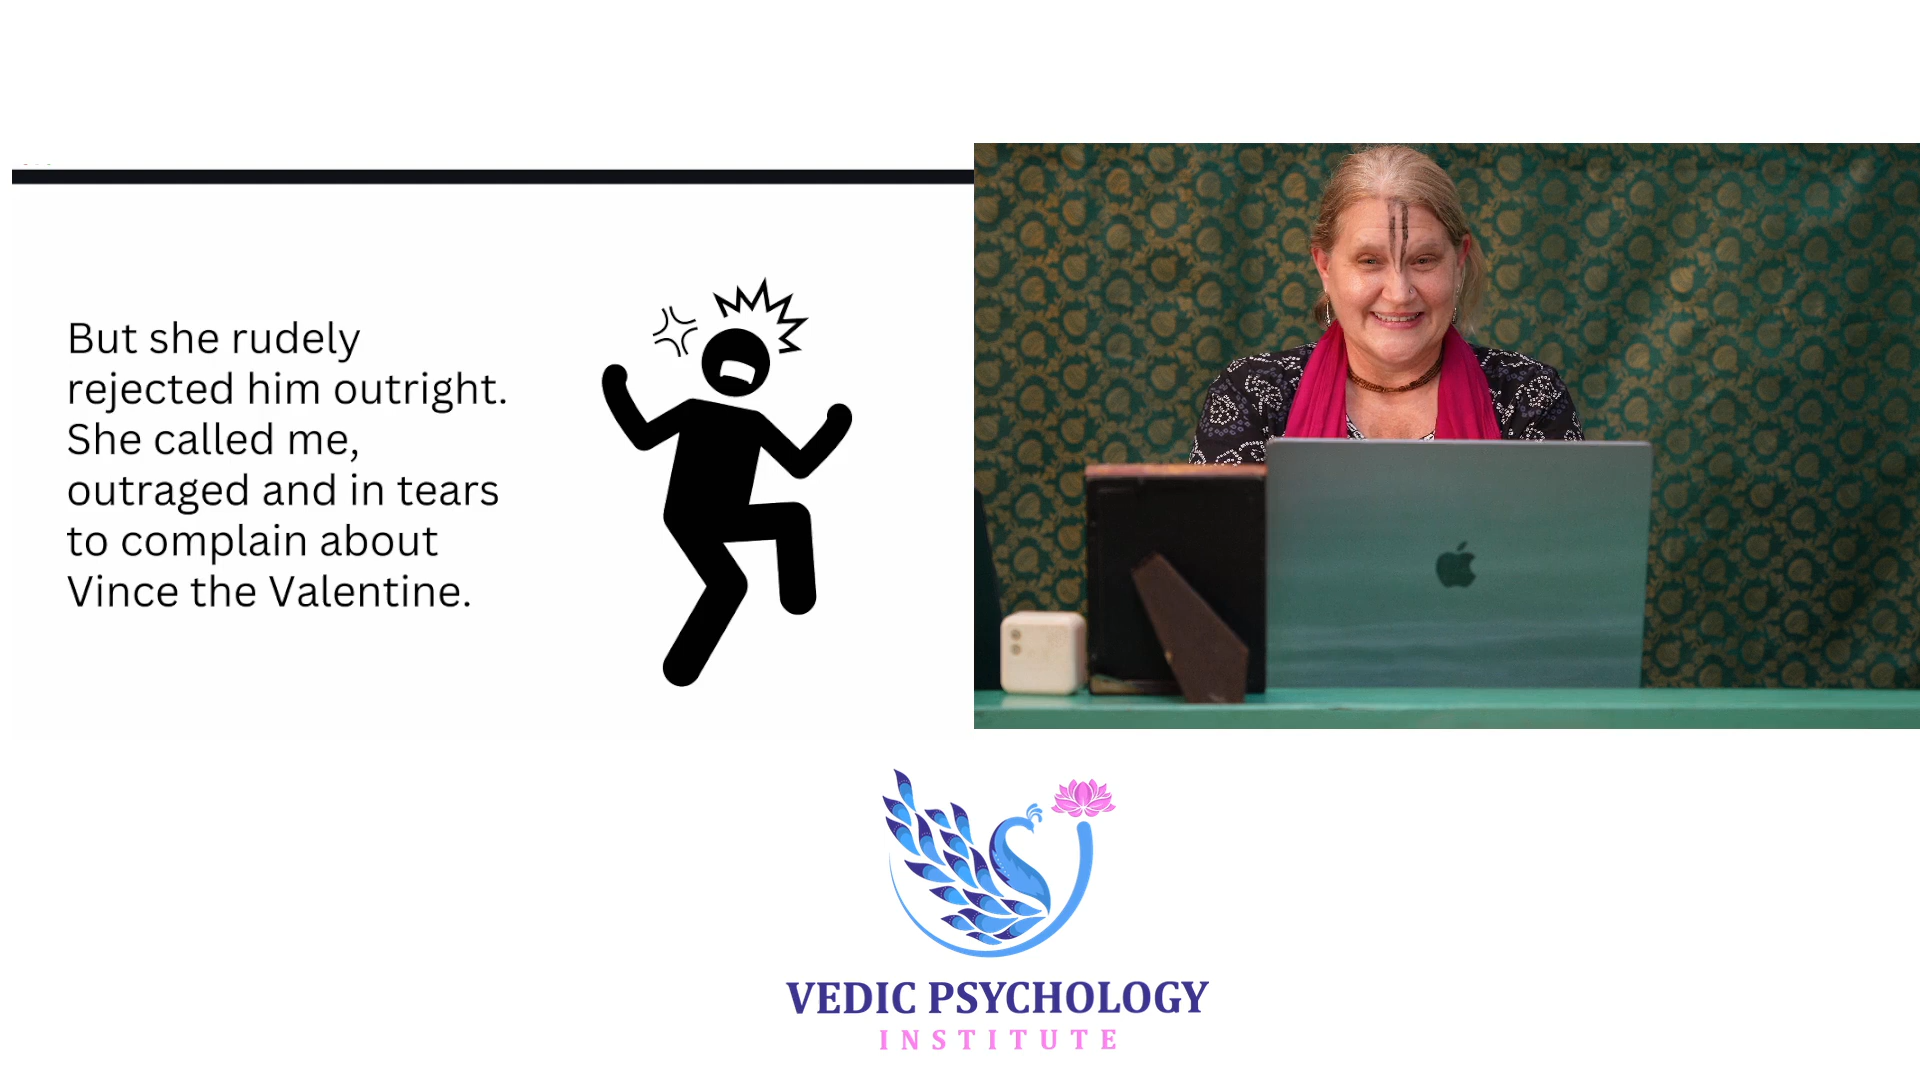 But she rudely
rejected him outright.
She called me,
outraged and in tears
to complain about
Vince the Valentine.
VEDIC PSYCHOLOGY
INSTITUTE